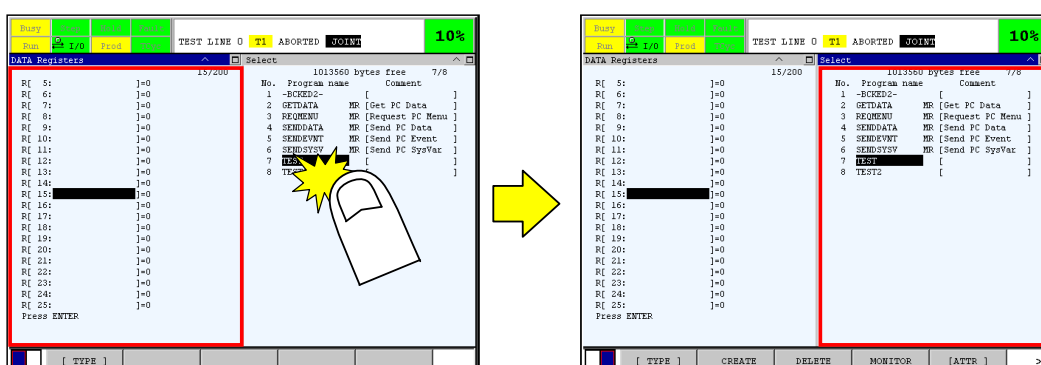 Busy Step Hold Fault
Run I/O Prod TCyc
TEST LINE 0 T1 ABORTED JOINT
10%
DATA Registers
15/200
R[ 5: ]=0
R[ 6: ]=0
R[ 7: ]=0
R[ 8: ]=0
R[ 9: ]=0
R[ 10: ]=0
R[ 11: ]=0
R[ 12: ]=0
R[ 13: ]=0
R[ 14: ]=0
R[ 15: ]=0
R[ 16: ]=0
R[ 17: ]=0
R[ 18: ]=0
R[ 19: ]=0
R[ 20: ]=0
R[ 21: ]=0
R[ 22: ]=0
R[ 23: ]=0
R[ 24: ]=0
R[ 25: ]=0
Press ENTER
Select
1013560 bytes free 7/8
No. Program name Comment
1 -BCKED2- [ ]
2 GETDATA MR [Get PC Data ]
3 REQMENU MR [Request PC Menu ]
4 SENDDATA MR [Send PC Data ]
5 SENDEVNT MR [Send PC Event ]
6 SENDSYSV MR [Send PC SysVar ]
7 TEST [ ]
8 [ ]
[ TYPE ]
Busy Step Hold Fault
Run I/O Prod TCyc
TEST LINE 0 T1 ABORTED JOINT
10%
DATA Registers
15/200
R[ 5: ]=0
R[ 6: ]=0
R[ 7: ]=0
R[ 8: ]=0
R[ 9: ]=0
R[ 10: ]=0
R[ 11: ]=0
R[ 12: ]=0
R[ 13: ]=0
R[ 14: ]=0
R[ 15: ]=0
R[ 16: ]=0
R[ 17: ]=0
R[ 18: ]=0
R[ 19: ]=0
R[ 20: ]=0
R[ 21: ]=0
R[ 22: ]=0
R[ 23: ]=0
R[ 24: ]=0
R[ 25: ]=0
Press ENTER
Select
1013560 bytes free 7/8
No. Program name Comment
1 -BCKED2- [ ]
2 GETDATA MR [Get PC Data ]
3 REQMENU MR [Request PC Menu ]
4 SENDDATA MR [Send PC Data ]
5 SENDEVNT MR [Send PC Event ]
6 SENDSYSV MR [Send PC SysVar ]
7 TEST [ ]
8 TEST2 [ ]
[ TYPE ] CREATE DELETE MONITOR [ATTR ] >